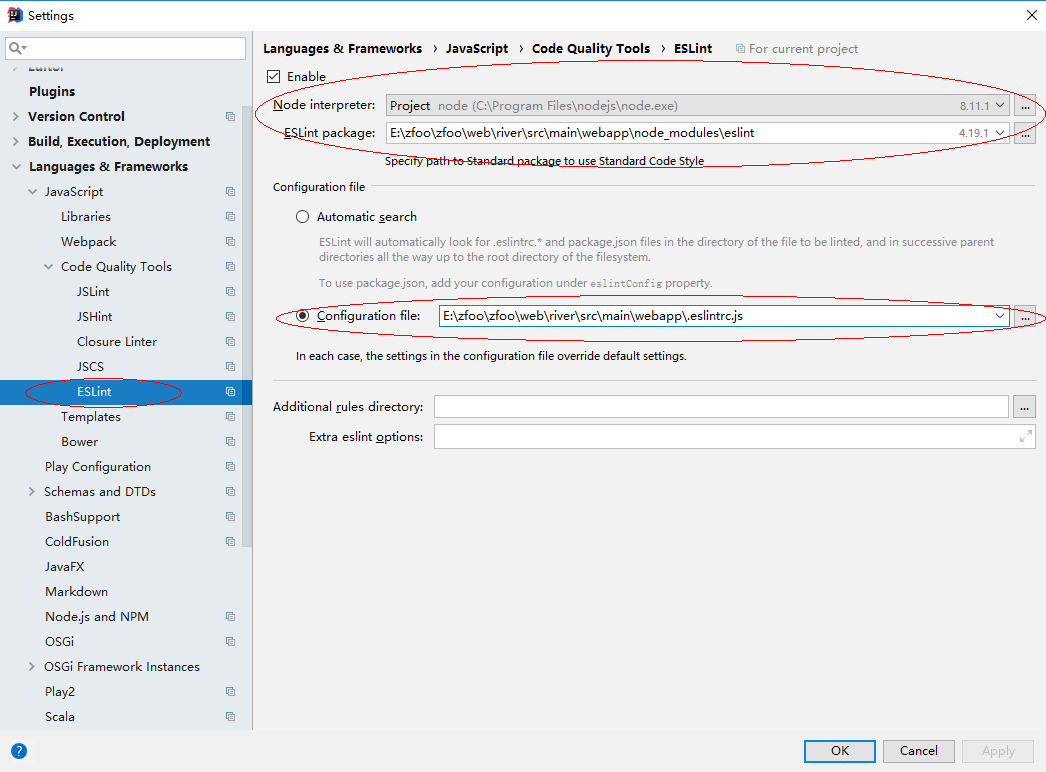 Settings
Languages & Frameworks › JavaScript › Code Quality Tools › ESLint For current project
Editor
Plugins
Version Control
Build, Execution, Deployment
Languages & Frameworks
JavaScript
Libraries
Webpack
Code Quality Tools
JSLint
JSHint
Closure Linter
JSCS
ESLint
Templates
Bower
Play Configuration
Schemas and DTDs
BashSupport
ColdFusion
JavaFX
Markdown
Node.js and NPM
OSGi
OSGi Framework Instances
Play2
Scala
Enable
Node interpreter: Project node (C:\Program Files\nodejs\node.exe) 8.11.1 ...
ESLint package: E:\zfoo\zfoo\web\river\src\main\webapp\node_modules\eslint 4.19.1 ...
Specify path to Standard package to use Standard Code Style
Configuration file
Automatic search
ESLint will automatically look for .eslintrc.* and package.json files in the directory of the file to be linted, and in successive parent
directories all the way up to the root directory of the filesystem.
To use package.json, add your configuration under eslintConfig property.
Configuration file: E:\zfoo\zfoo\web\river\src\main\webapp\.eslintrc.js ...
In each case, the settings in the configuration file override default settings.
Additional rules directory: ...
Extra eslint options:
?
OK Cancel Apply